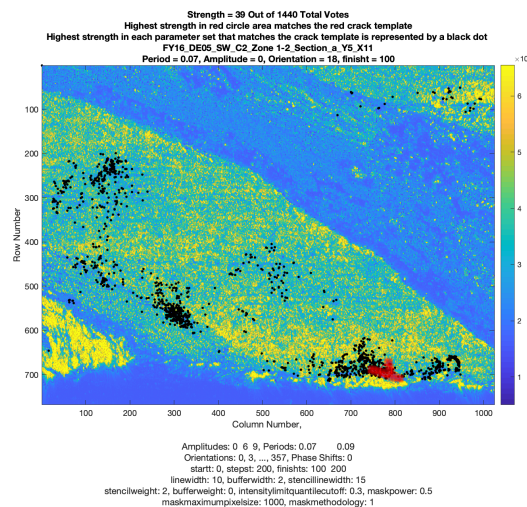 Strength = 39 Out of 1440 Total Votes
Highest strength in red circle area matches the red crack template
Highest strength in each parameter set that matches the crack template is represented by a black dot
FY16_DE05_SW_C2_Zone 1-2_Section_a_Y5_X11
Period = 0.07, Amplitude = 0, Orientation = 18, finisht = 100
×10
6
5
4
3
2
1
Row Number
100
200
300
400
500
600
700
100 200 300 400 500 600 700 800 900 1000
Column Number,
Amplitudes: 0 6 9, Periods: 0.07 0.09
Orientations: 0, 3, ..., 357, Phase Shifts: 0
startt: 0, stepst: 200, finishts: 100 200
linewidth: 10, bufferwidth: 2, stencillinewidth: 15
stencilweight: 2, bufferweight: 0, intensitylimitquantilecutoff: 0.3, maskpower: 0.5
maskmaximumpixelsize: 1000, maskmethodology: 1